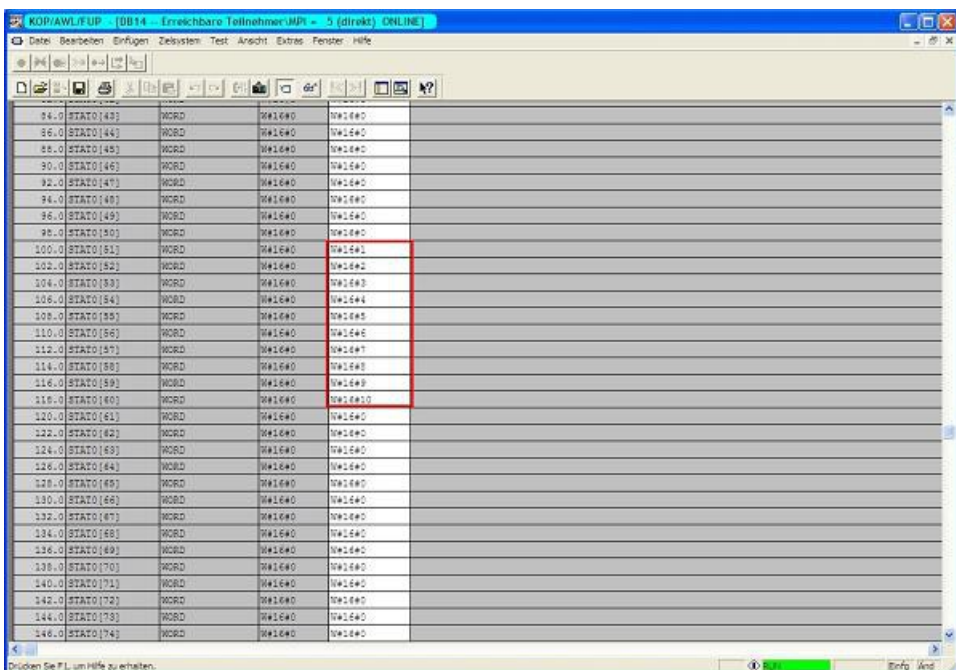 KOP/AWL/FUP - [DB14 -- Erreichbare Teilnehmer\MPI = 5 (direkt) ONLINE]
Datei Bearbeiten Einfügen Zielsystem Test Ansicht Extras Fenster Hilfe
84.0 STAT0[43] WORD W#16#0 W#16#0
86.0 STAT0[44] WORD W#16#0 W#16#0
88.0 STAT0[45] WORD W#16#0 W#16#0
90.0 STAT0[46] WORD W#16#0 W#16#0
92.0 STAT0[47] WORD W#16#0 W#16#0
94.0 STAT0[48] WORD W#16#0 W#16#0
96.0 STAT0[49] WORD W#16#0 W#16#0
98.0 STAT0[50] WORD W#16#0 W#16#0
100.0 STAT0[51] WORD W#16#0 W#16#1
102.0 STAT0[52] WORD W#16#0 W#16#2
104.0 STAT0[53] WORD W#16#0 W#16#3
106.0 STAT0[54] WORD W#16#0 W#16#4
108.0 STAT0[55] WORD W#16#0 W#16#5
110.0 STAT0[56] WORD W#16#0 W#16#6
112.0 STAT0[57] WORD W#16#0 W#16#7
114.0 STAT0[58] WORD W#16#0 W#16#8
116.0 STAT0[59] WORD W#16#0 W#16#9
118.0 STAT0[60] WORD W#16#0 W#16#10
120.0 STAT0[61] WORD W#16#0 W#16#0
122.0 STAT0[62] WORD W#16#0 W#16#0
124.0 STAT0[63] WORD W#16#0 W#16#0
126.0 STAT0[64] WORD W#16#0 W#16#0
128.0 STAT0[65] WORD W#16#0 W#16#0
130.0 STAT0[66] WORD W#16#0 W#16#0
132.0 STAT0[67] WORD W#16#0 W#16#0
134.0 STAT0[68] WORD W#16#0 W#16#0
136.0 STAT0[69] WORD W#16#0 W#16#0
138.0 STAT0[70] WORD W#16#0 W#16#0
140.0 STAT0[71] WORD W#16#0 W#16#0
142.0 STAT0[72] WORD W#16#0 W#16#0
144.0 STAT0[73] WORD W#16#0 W#16#0
146.0 STAT0[74] WORD W#16#0 W#16#0
Drücken Sie F1, um Hilfe zu erhalten. RUN Einfg Änd